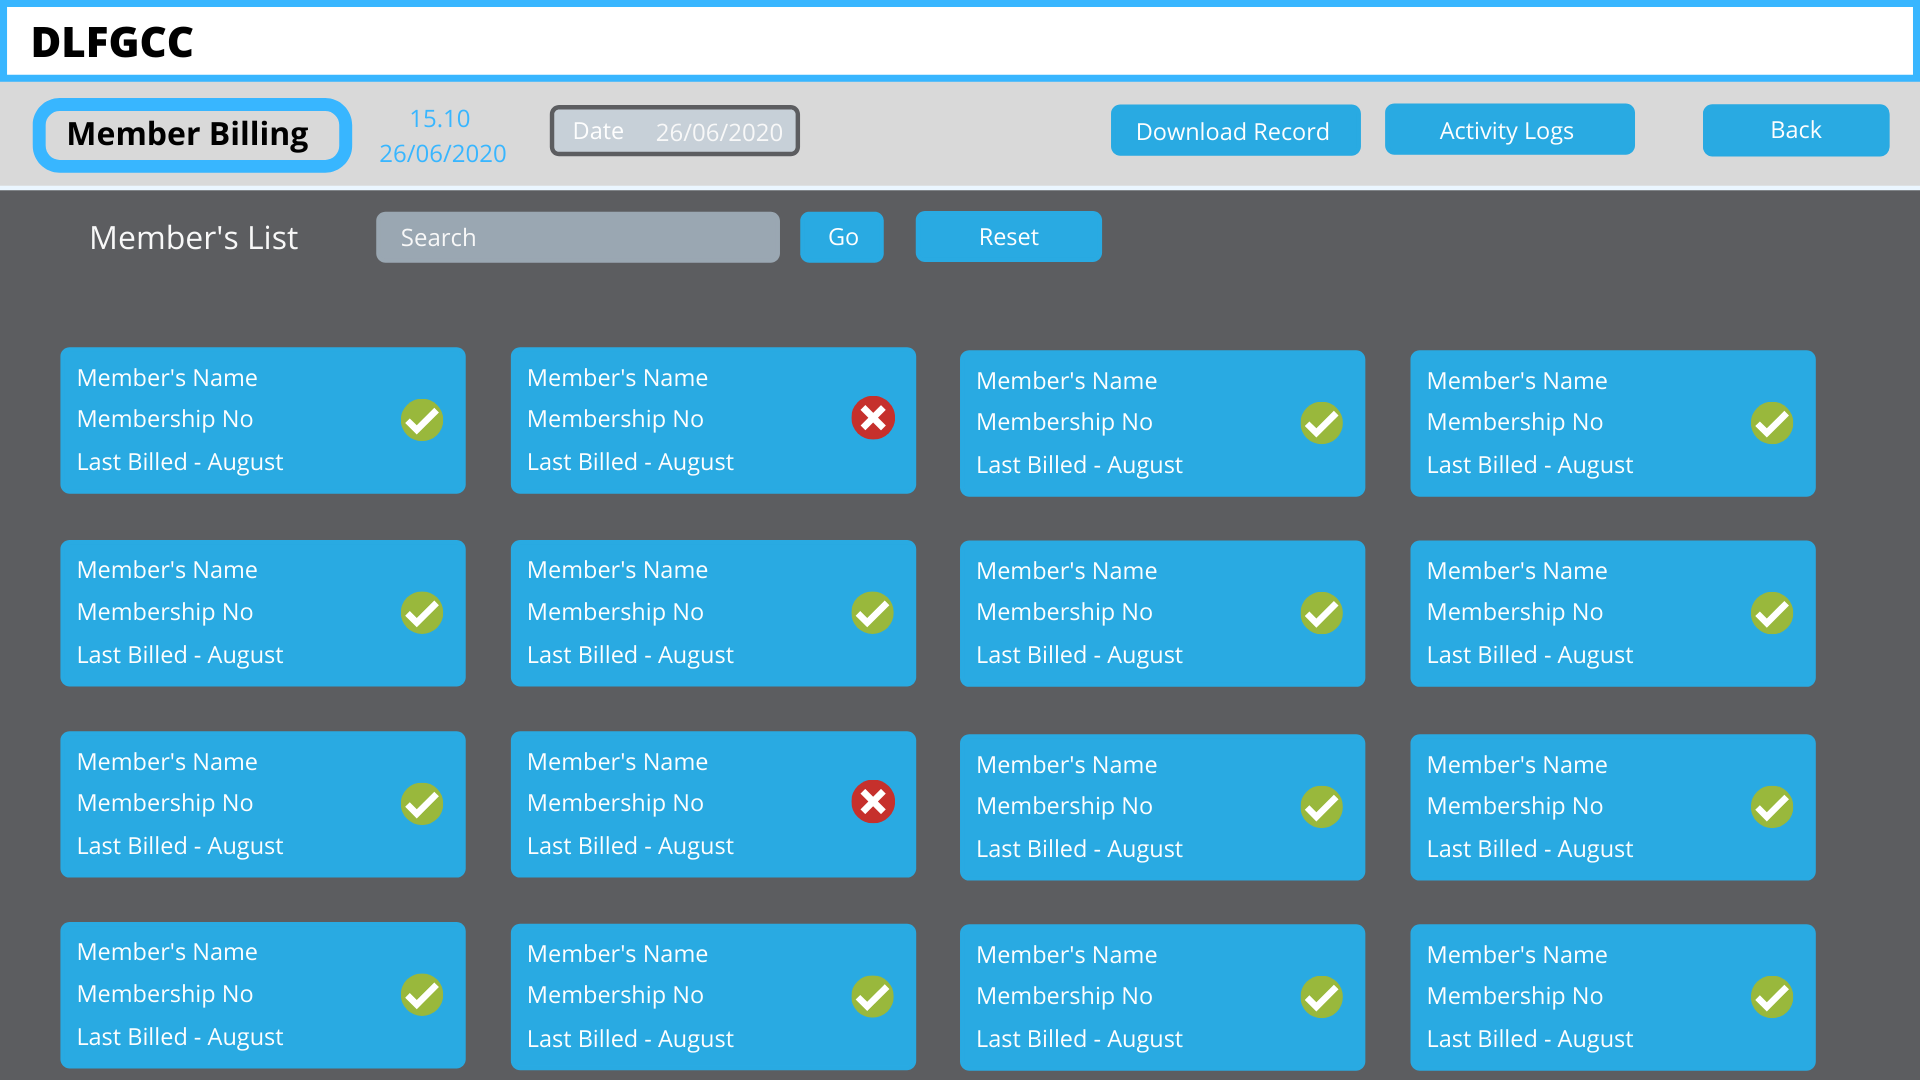 DLFGCC
Member Billing
15.10
26/06/2020
Date 26/06/2020
Download Record
Activity Logs
Back
Member's List
Search
Go
Reset
Member's Name
Membership No
Last Billed - August
Member's Name
Membership No
Last Billed - August
Member's Name
Membership No
Last Billed - August
Member's Name
Membership No
Last Billed - August
Member's Name
Membership No
Last Billed - August
Member's Name
Membership No
Last Billed - August
Member's Name
Membership No
Last Billed - August
Member's Name
Membership No
Last Billed - August
Member's Name
Membership No
Last Billed - August
Member's Name
Membership No
Last Billed - August
Member's Name
Membership No
Last Billed - August
Member's Name
Membership No
Last Billed - August
Member's Name
Membership No
Last Billed - August
Member's Name
Membership No
Last Billed - August
Member's Name
Membership No
Last Billed - August
Member's Name
Membership No
Last Billed - August